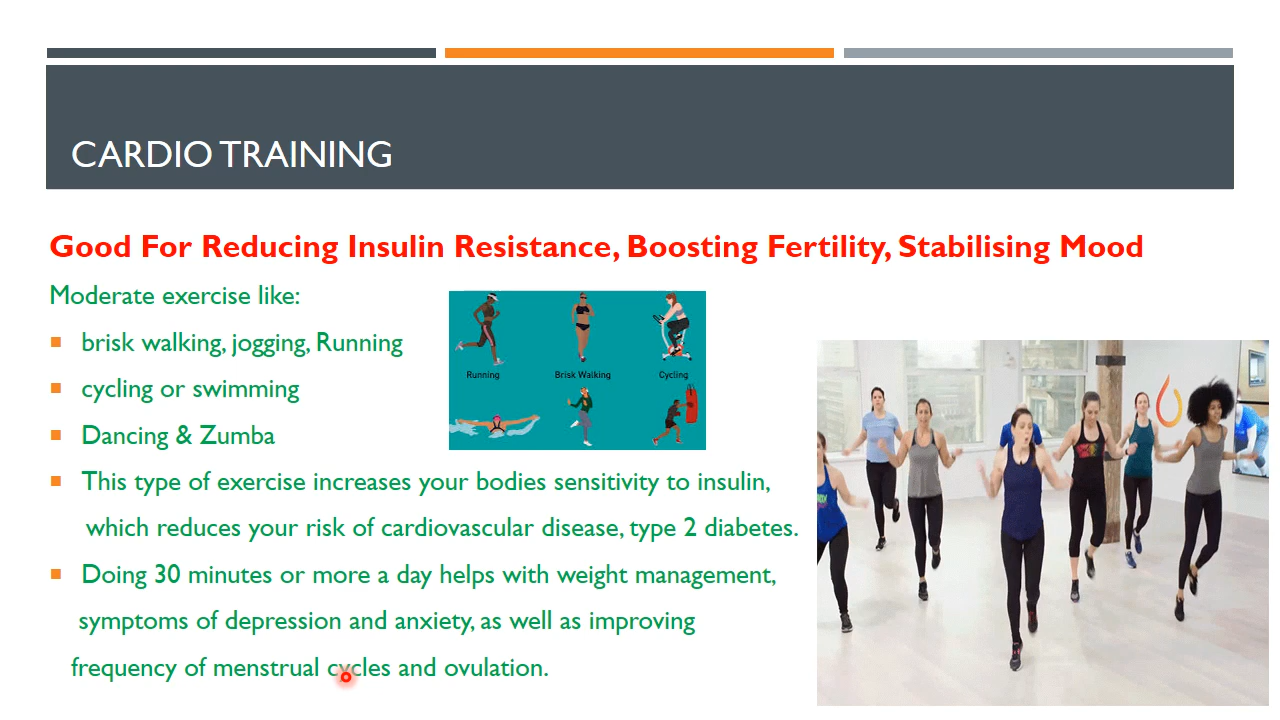 CARDIO TRAINING
Good For Reducing Insulin Resistance, Boosting Fertility, Stabilising Mood
Moderate exercise like:
brisk walking, jogging, Running
cycling or swimming
Dancing & Zumba
This type of exercise increases your bodies sensitivity to insulin,
which reduces your risk of cardiovascular disease, type 2 diabetes.
Doing 30 minutes or more a day helps with weight management,
symptoms of depression and anxiety, as well as improving
frequency of menstrual cycles and ovulation.
Running Brisk Walking Cycling